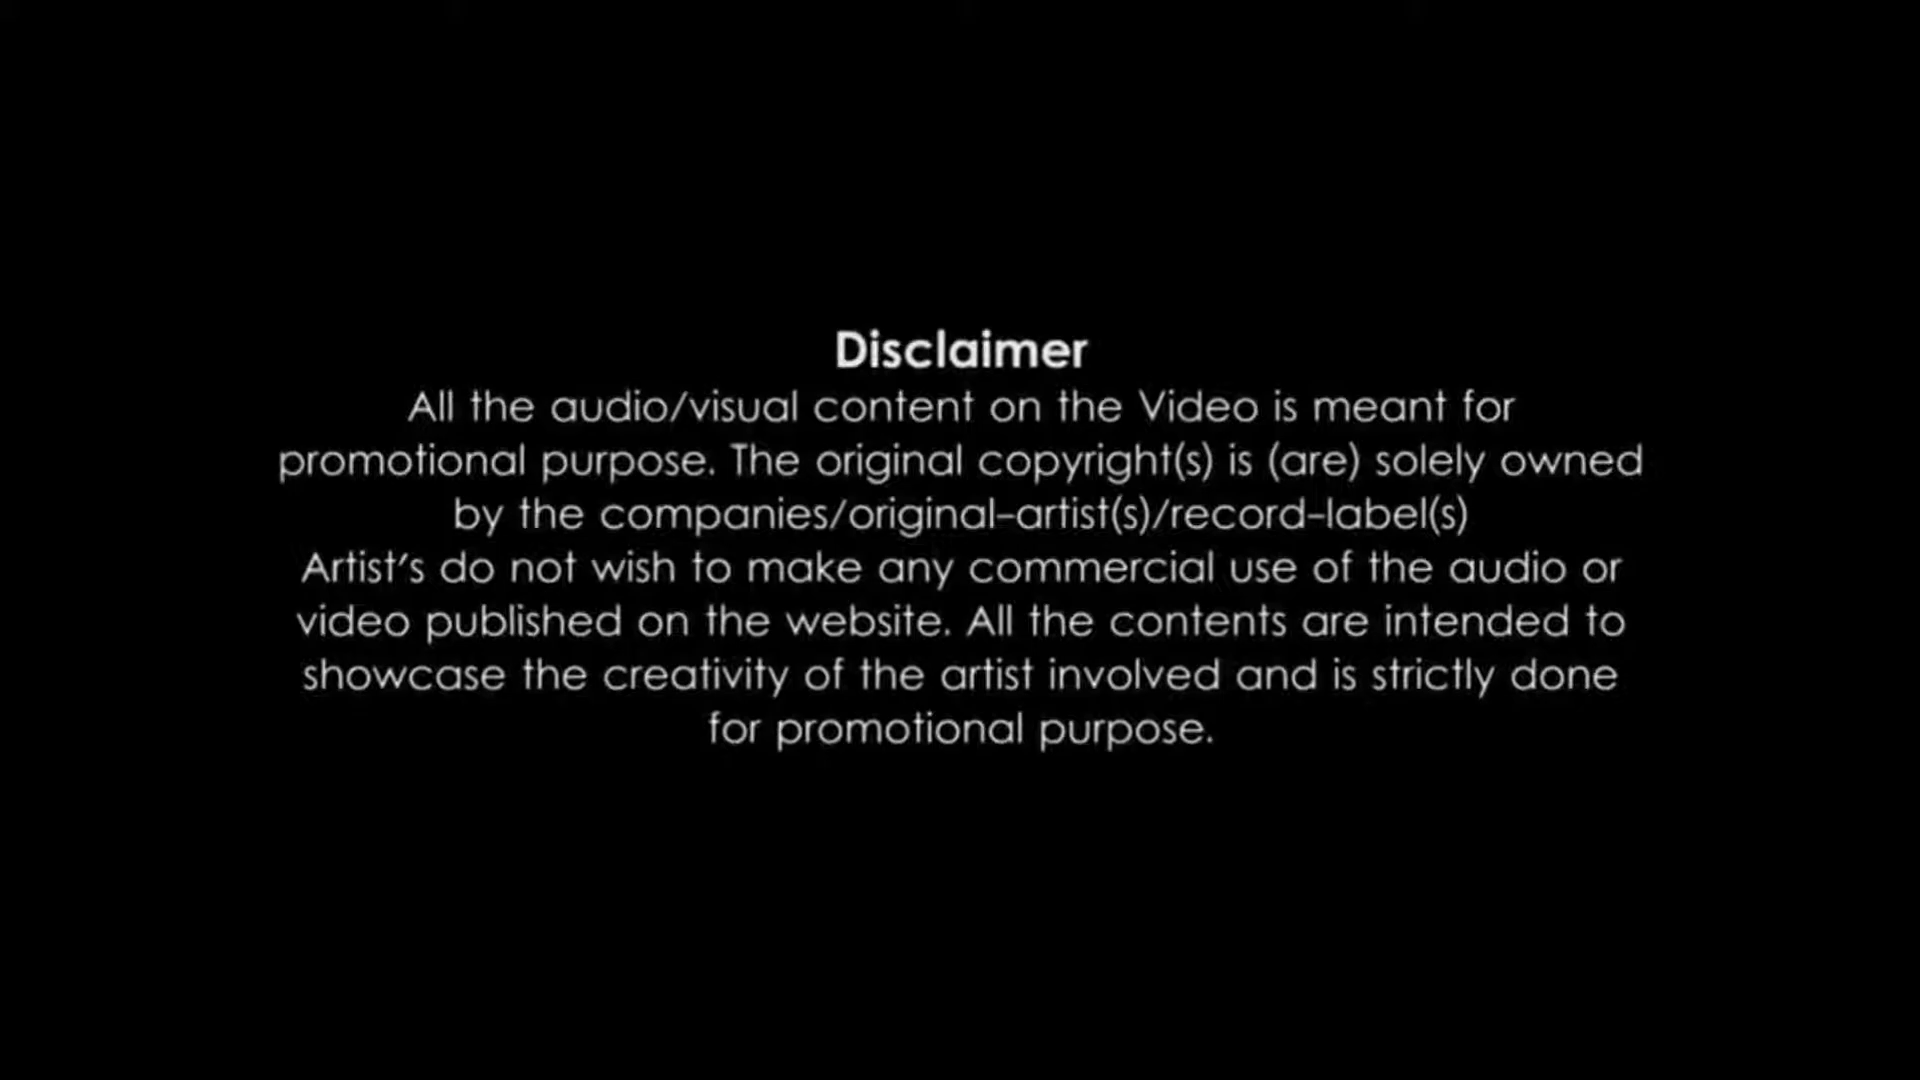 Disclaimer
All the audio/visual content on the Video is meant for
promotional purpose. The original copyright(s) is (are) solely owned
by the companies/original-artist(s)/record-label(s)
Artist's do not wish to make any commercial use of the audio or
video published on the website. All the contents are intended to
showcase the creativity of the artist involved and is strictly done
for promotional purpose.